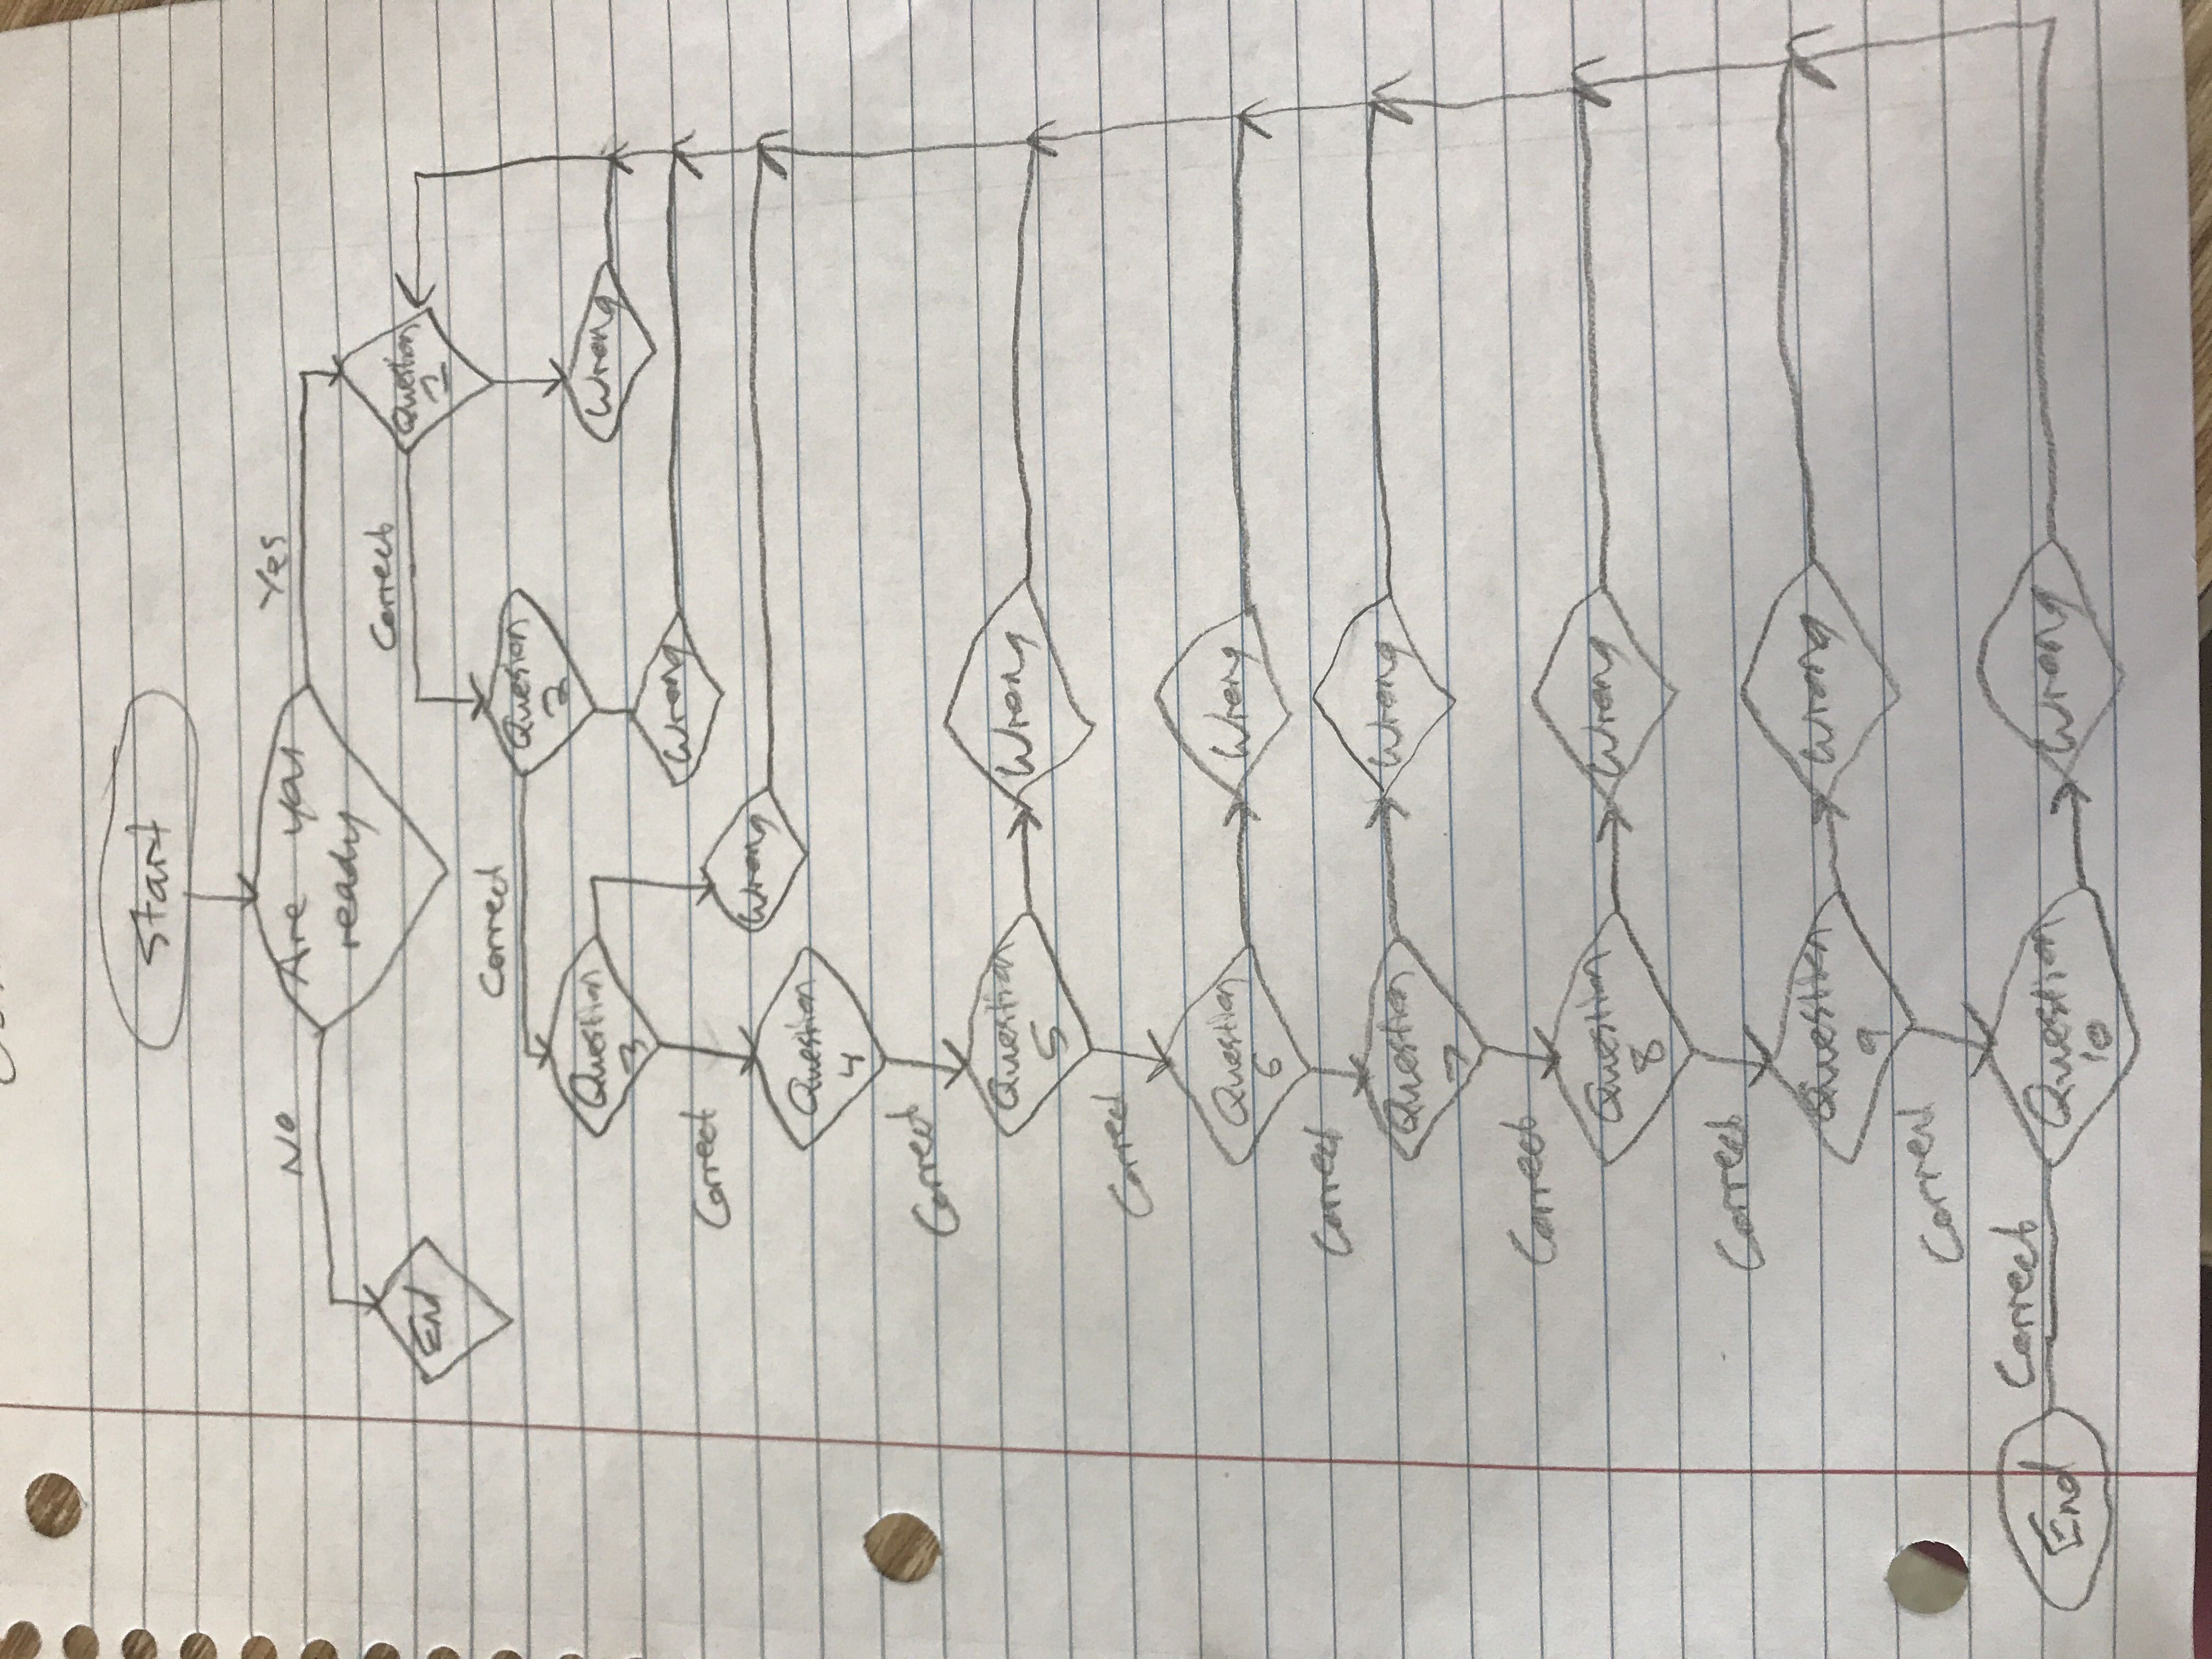 Start
No
Are you
ready
Yes
End
Correct
Question
1
Correct
Quesion
2
Question
3
Wrong
Wrong
Correct
Wrong
Question
4
Correct
Question
5
Wrong
Correct
Question
6
Wrong
Correct
Question
7
Wrong
Correct
Question
8
Wrong
Correct
Question
9
Wrong
Correct
End
Correct
Question
10
Wrong